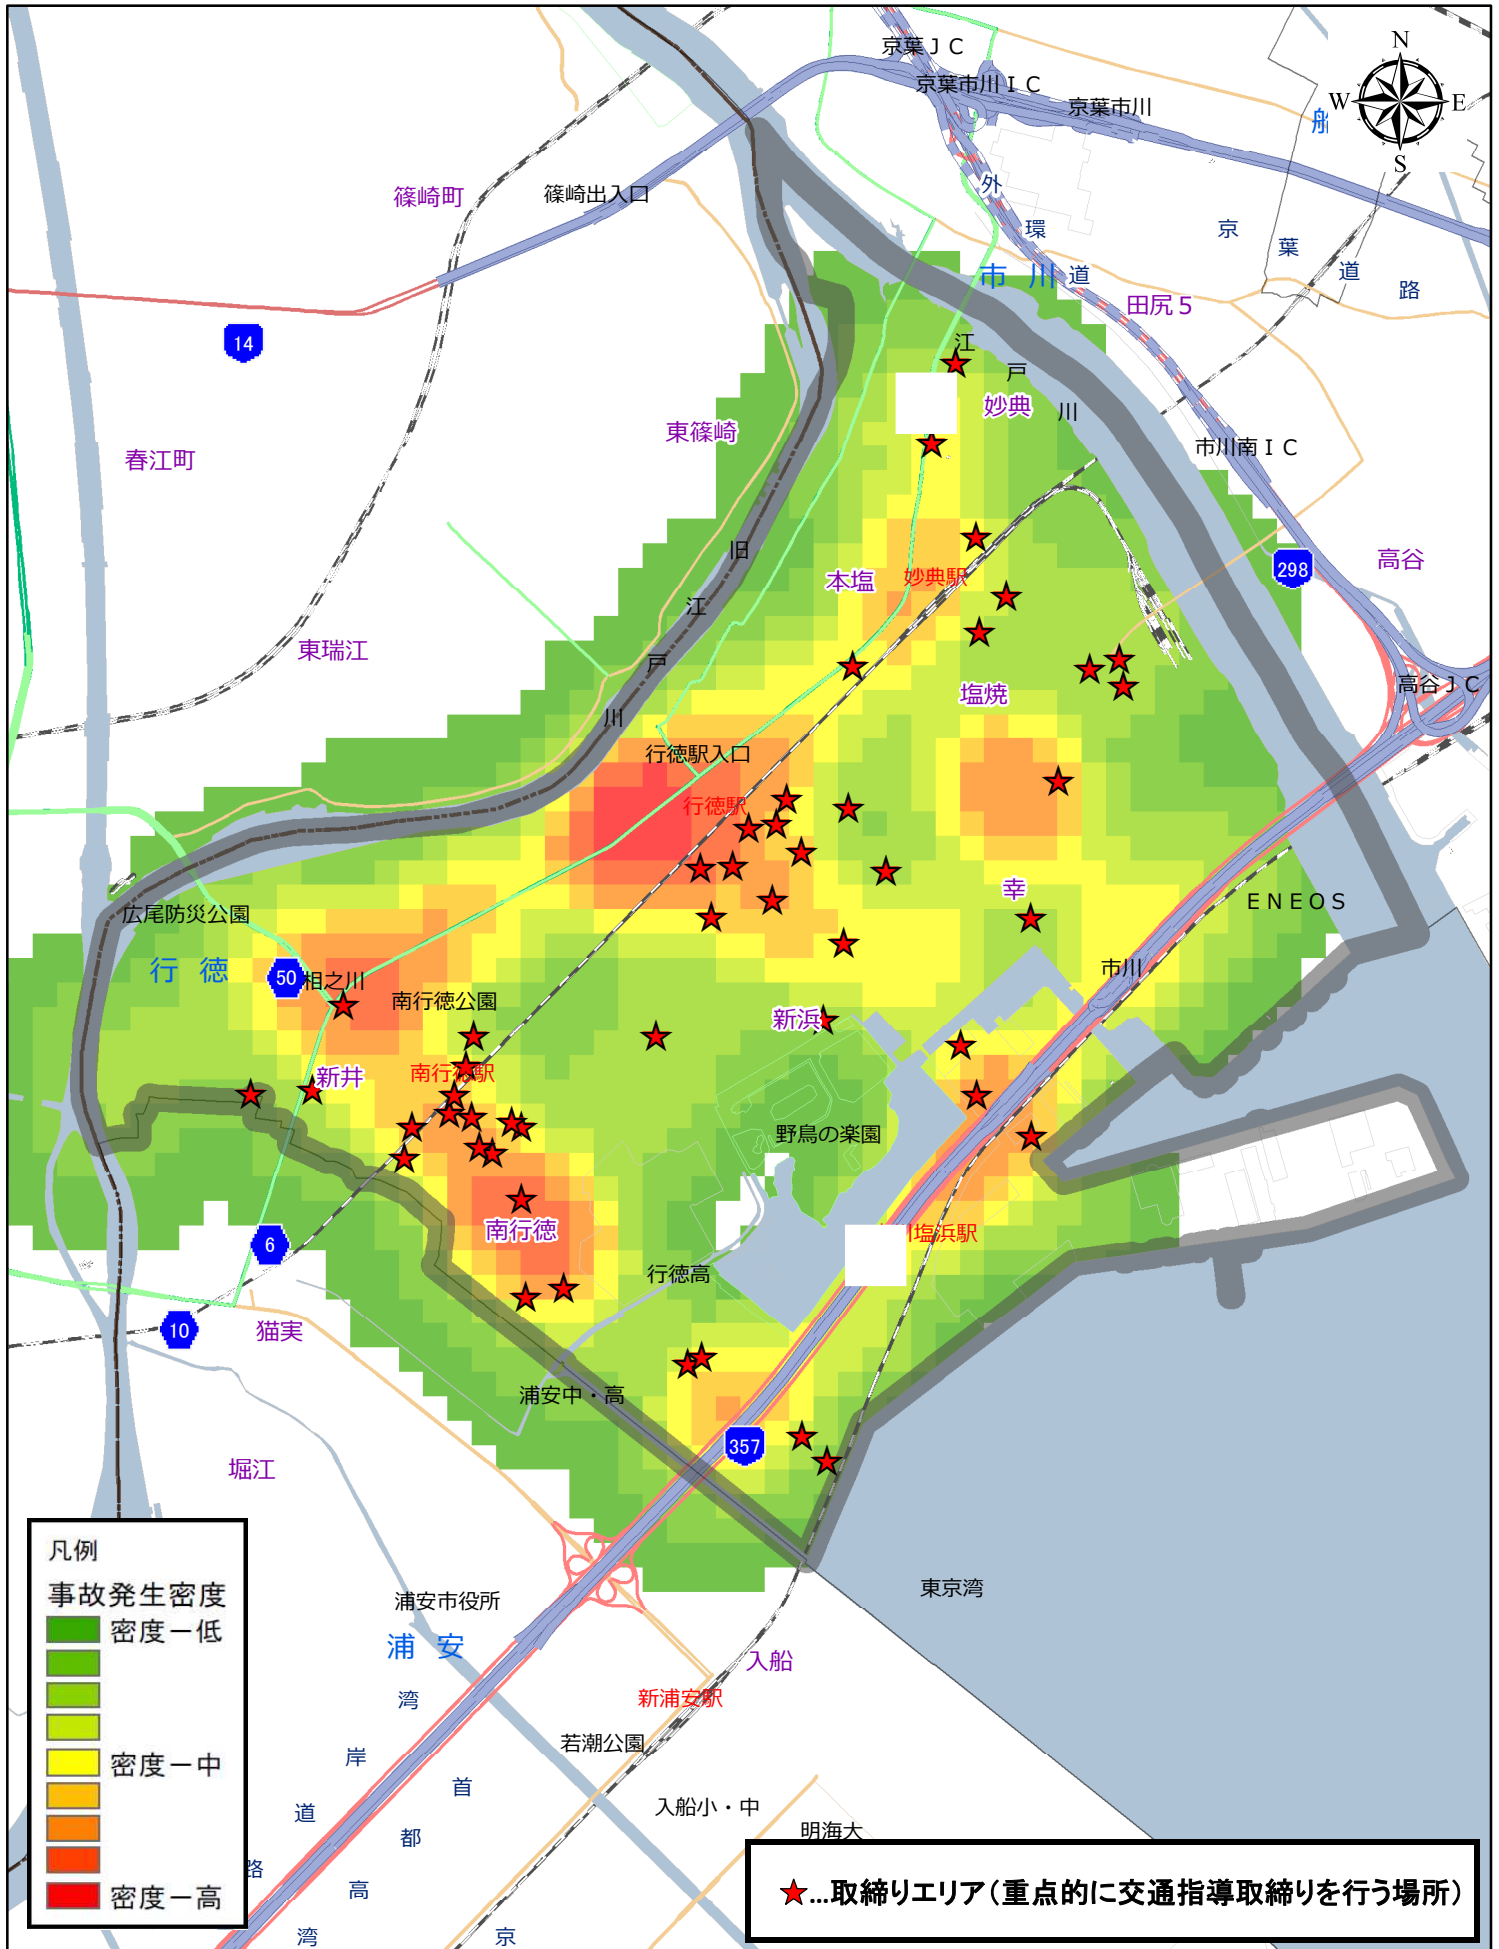 京葉ＪＣ
京葉市川ＩＣ
京葉市川
N
W
E
S
船
篠崎町
篠崎出入口
外環道
京葉道路
市川
田尻５
14
江戸川
妙典
東篠崎
春江町
市川南ＩＣ
高谷
298
旧江戸川
本塩
妙典駅
東瑞江
塩焼
高谷ＪＣ
行徳駅入口
行徳駅
幸
ＥＮＥＯＳ
広尾防災公園
行徳
50
相之川
市川
南行徳公園
新浜
南行徳駅
新井
野鳥の楽園
南行徳
6
川塩浜駅
行徳高
10
猫実
浦安中・高
357
堀江
東京湾
浦安市役所
浦安
入船
新浦安駅
湾岸道路
若潮公園
首都高
湾
京
入船小・中
明海大
凡例
事故発生密度
密度－低
密度－中
密度－高
★...取締りエリア（重点的に交通指導取締りを行う場所）